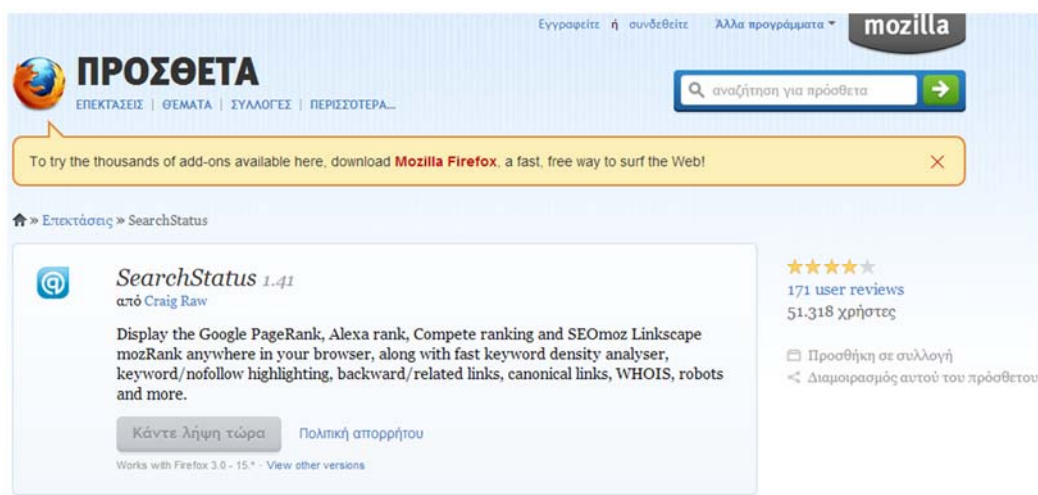 Εγγραφείτε ή συνδεθείτε Άλλα προγράμματα
mozilla
ΠΡΟΣΘΕΤΑ
ΕΠΕΚΤΆΣΕΙΣ | ΘΈΜΑΤΑ | ΣΥΛΛΟΓΈΣ | ΠΕΡΙΣΣΌΤΕΡΑ...
αναζήτηση για πρόσθετα
To try the thousands of add-ons available here, download Mozilla Firefox, a fast, free way to surf the Web!
» Επεκτάσεις » SearchStatus
SearchStatus 1.41
από Craig Raw
Display the Google PageRank, Alexa rank, Compete ranking and SEOmoz Linkscape
mozRank anywhere in your browser, along with fast keyword density analyser,
keyword/nofollow highlighting, backward/related links, canonical links, WHOIS, robots
and more.
Κάντε λήψη τώρα Πολιτική απορρήτου
Works with Firefox 3.0 - 15.* · View other versions
171 user reviews
51.318 χρήστες
Προσθήκη σε συλλογή
Διαμοιρασμός αυτού του πρόσθετου